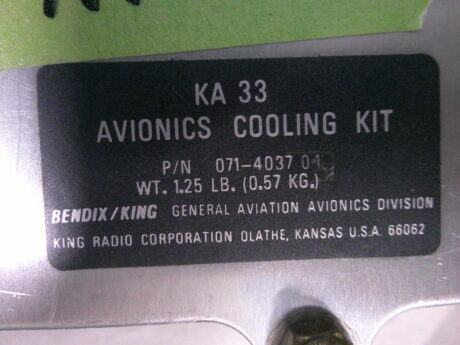 KA 33
AVIONICS COOLING KIT
P/N 071-4037
WT. 1.25 LB. (0.57 KG.)
BENDIX/KING GENERAL AVIATION AVIONICS DIVISION
KING RADIO CORPORATION OLATHE, KANSAS U.S.A. 66062